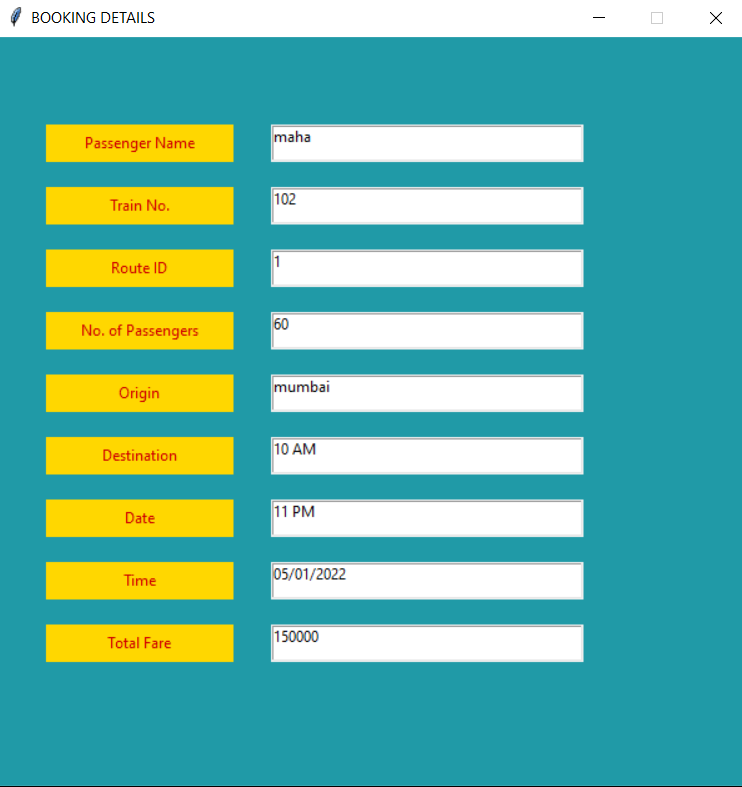 BOOKING DETAILS
Passenger Name maha
Train No. 102
Route ID 1
No. of Passengers 60
Origin mumbai
Destination 10 AM
Date 11 PM
Time 05/01/2022
Total Fare 150000